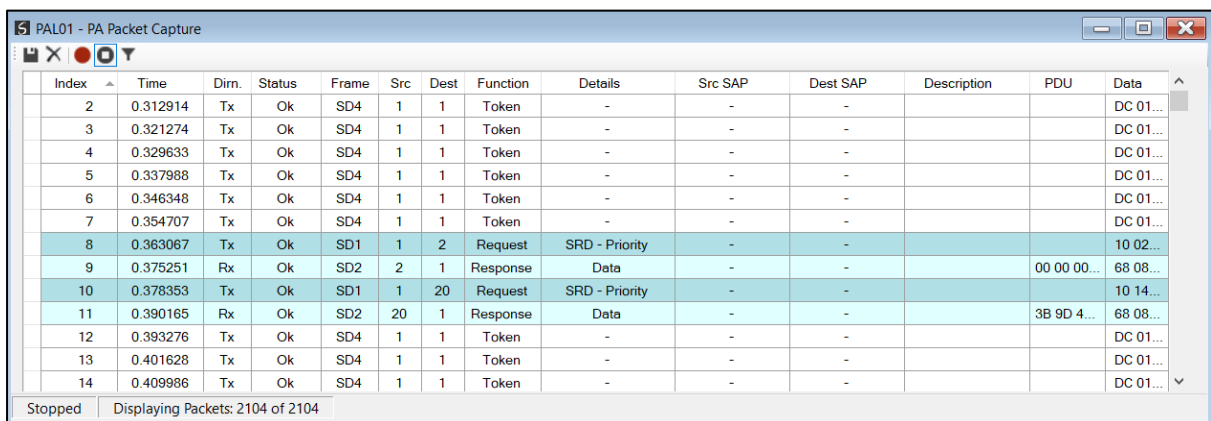 PAL01 - PA Packet Capture
Index Time Dirn. Status Frame Src Dest Function Details Src SAP Dest SAP Description PDU Data
2 0.312914 Tx Ok SD4 1 1 Token - - - DC 01...
3 0.321274 Tx Ok SD4 1 1 Token - - - DC 01...
4 0.329633 Tx Ok SD4 1 1 Token - - - DC 01...
5 0.337988 Tx Ok SD4 1 1 Token - - - DC 01...
6 0.346348 Tx Ok SD4 1 1 Token - - - DC 01...
7 0.354707 Tx Ok SD4 1 1 Token - - - DC 01...
8 0.363067 Tx Ok SD1 1 2 Request SRD - Priority - - 10 02...
9 0.375251 Rx Ok SD2 2 1 Response Data - - 00 00 00... 68 08...
10 0.378353 Tx Ok SD1 1 20 Request SRD - Priority - - 10 14...
11 0.390165 Rx Ok SD2 20 1 Response Data - - 3B 9D 4... 68 08...
12 0.393276 Tx Ok SD4 1 1 Token - - - DC 01...
13 0.401628 Tx Ok SD4 1 1 Token - - - DC 01...
14 0.409986 Tx Ok SD4 1 1 Token - - - DC 01...
Stopped Displaying Packets: 2104 of 2104